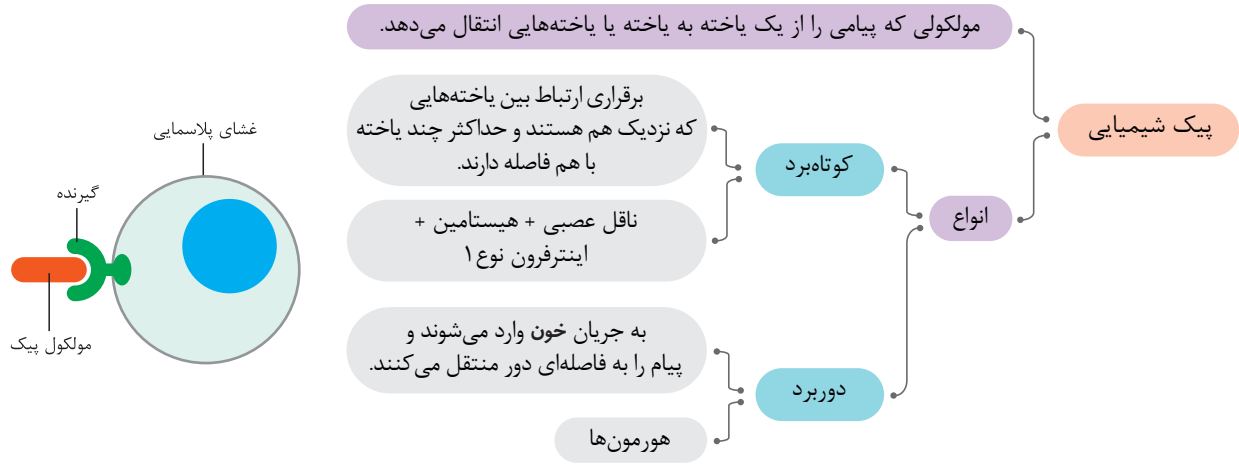 پیک شیمیایی
مولکولی که پیامی را از یک یاخته به یاخته یا یاخته‌هایی انتقال می‌دهد.
انواع
کوتاه‌برد
برقراری ارتباط بین یاخته‌هایی
که نزدیک هم هستند و حداکثر چند یاخته
با هم فاصله دارند.
ناقل عصبی + هیستامین +
اینترفرون نوع ۱
دوربرد
به جریان خون وارد می‌شوند و
پیام را به فاصله‌ای دور منتقل می‌کنند.
هورمون‌ها
غشای پلاسمایی
گیرنده
مولکول پیک